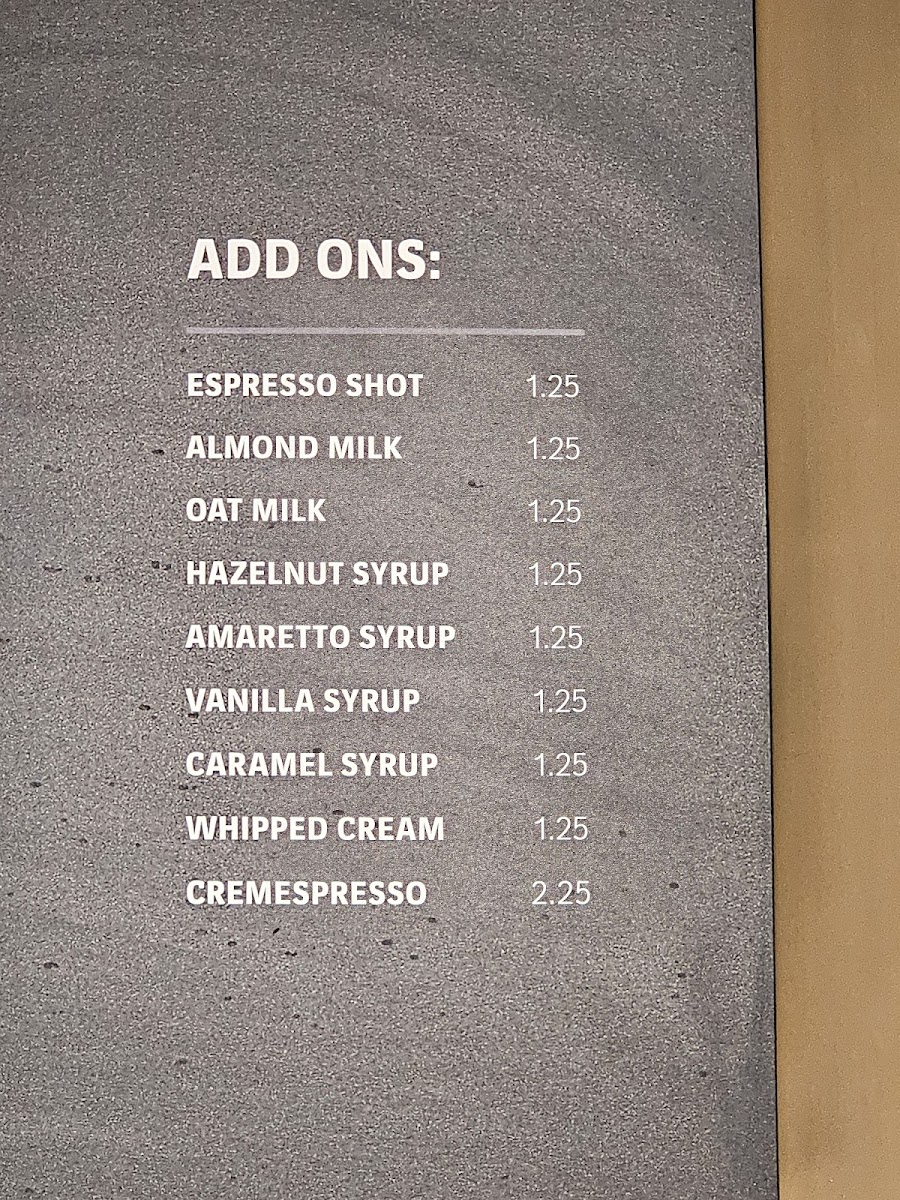 ADD ONS:
ESPRESSO SHOT 1.25
ALMOND MILK 1.25
OAT MILK 1.25
HAZELNUT SYRUP 1.25
AMARETTO SYRUP 1.25
VANILLA SYRUP 1.25
CARAMEL SYRUP 1.25
WHIPPED CREAM 1.25
CREMESPRESSO 2.25